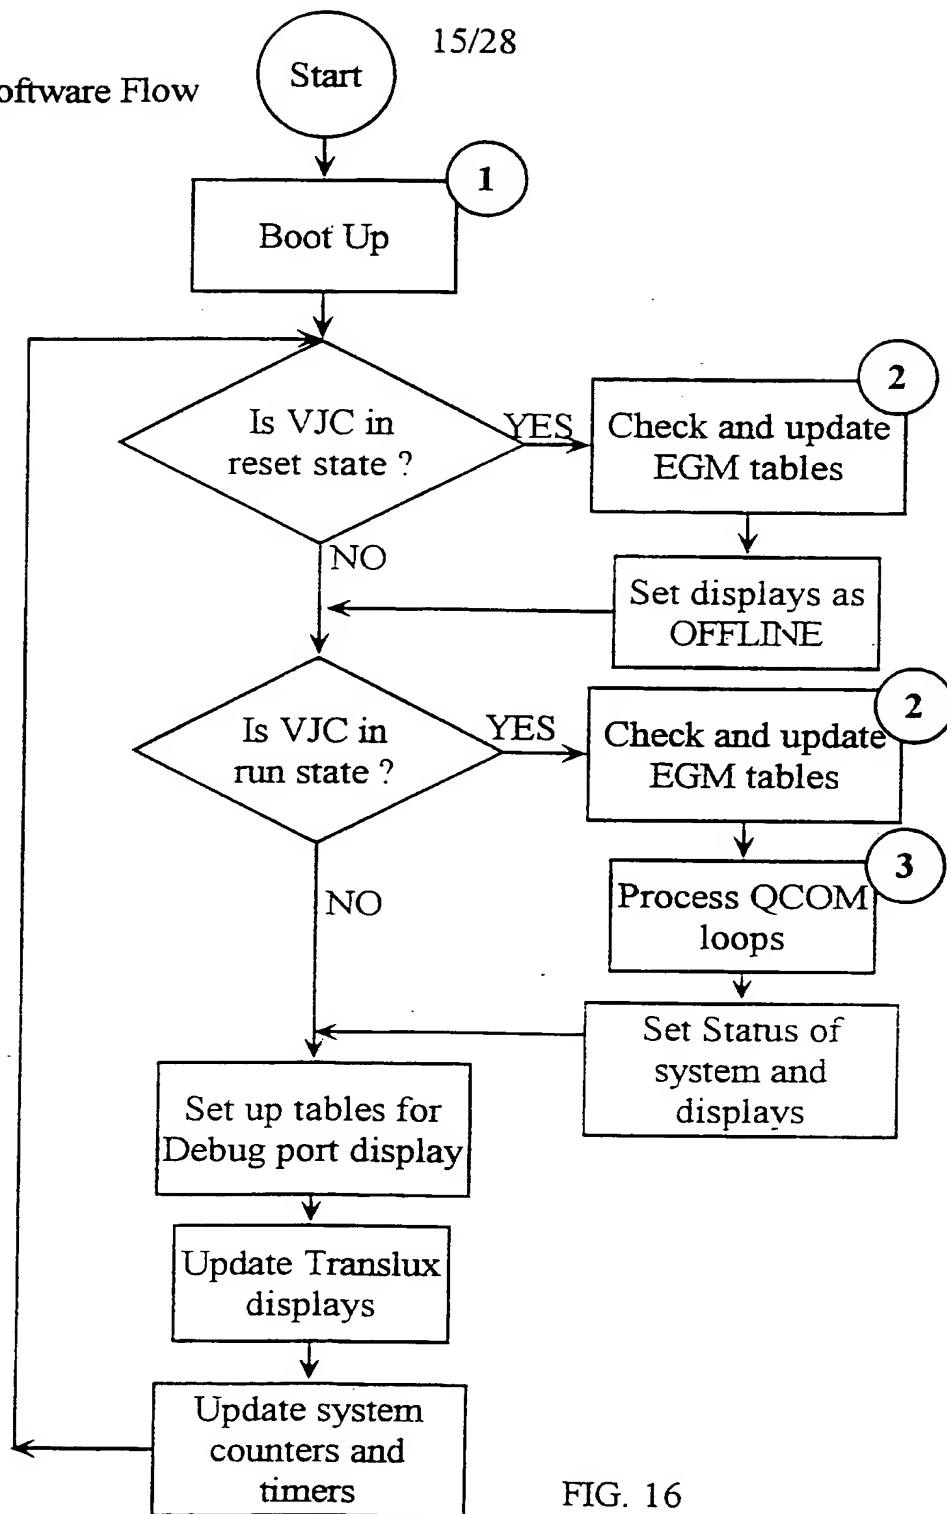 15/28
oftware Flow
Start
1
Boot Up
2
Is VJC in
reset state ?
YES
Check and update
EGM tables
NO
Set displays as
OFFLINE
2
Is VJC in
run state ?
YES
Check and update
EGM tables
3
NO
Process QCOM
loops
Set Status of
system and
displays
Set up tables for
Debug port display
Update Translux
displays
Update system
counters and
timers
FIG. 16